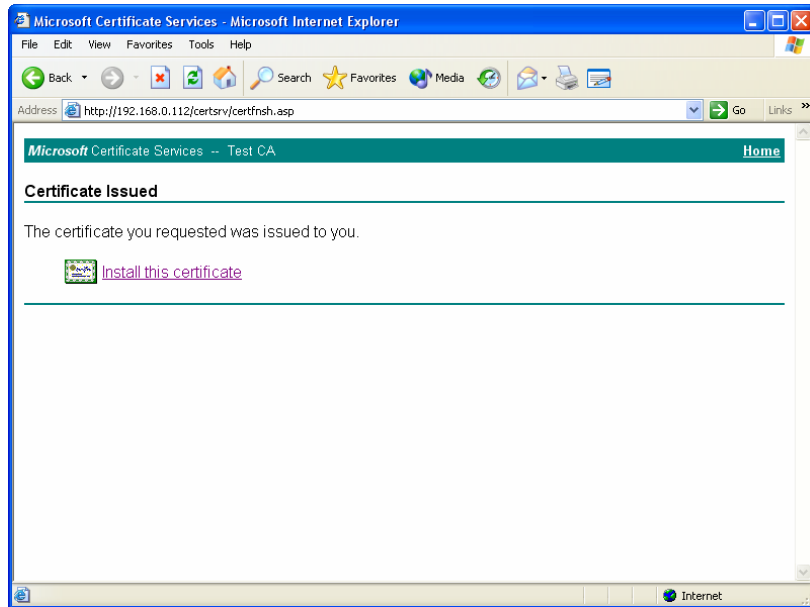 Microsoft Certificate Services - Microsoft Internet Explorer
File Edit View Favorites Tools Help
Back Search Favorites Media
Address http://192.168.0.112/certsrv/certfnsh.asp Go Links »
Microsoft Certificate Services -- Test CA Home
Certificate Issued
The certificate you requested was issued to you.
Install this certificate
Internet